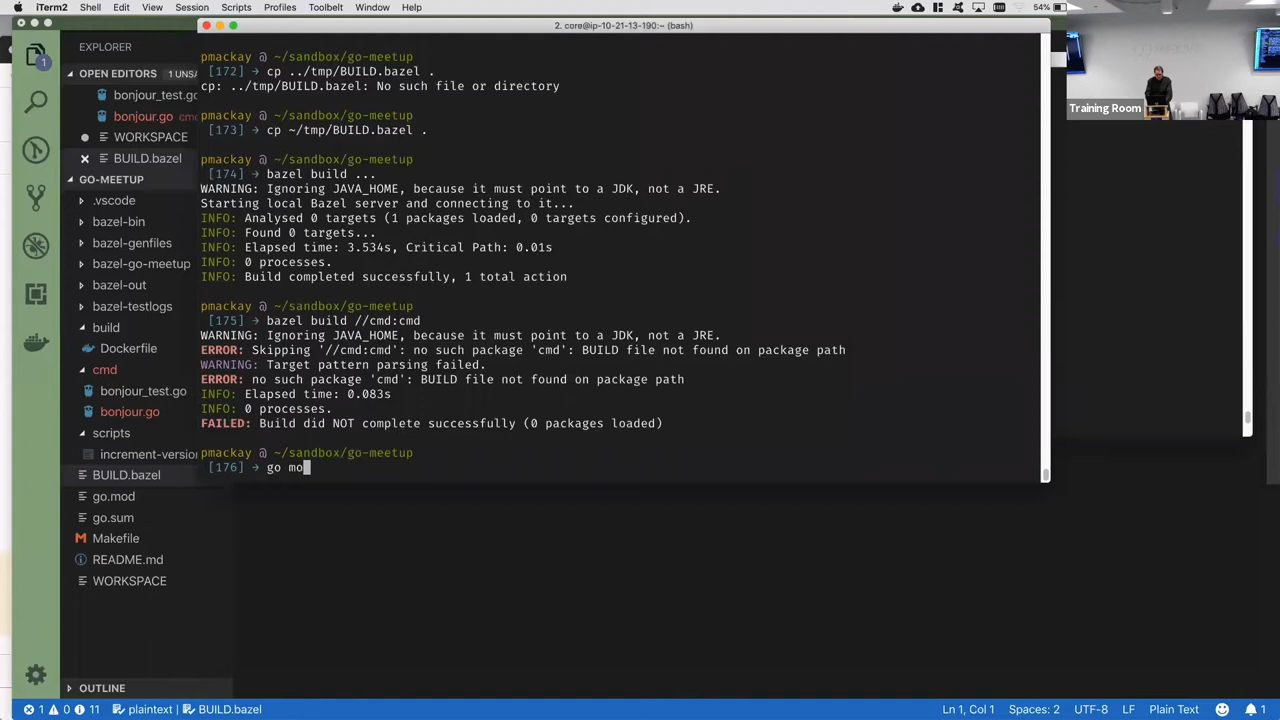 iTerm2 Shell Edit View Session Scripts Profiles Toolbelt Window Help
54%
2. core@ip-10-21-13-190:~ (bash)
EXPLORER
OPEN EDITORS 1 UNSA
bonjour_test.go
bonjour.go cm
WORKSPACE
BUILD.bazel
GO-MEETUP
.vscode
bazel-bin
bazel-genfiles
bazel-go-meetup
bazel-out
bazel-testlogs
build
Dockerfile
cmd
bonjour_test.go
bonjour.go
scripts
increment-versio
BUILD.bazel
go.mod
go.sum
Makefile
README.md
WORKSPACE
OUTLINE
pmackay @ ~/sandbox/go-meetup
[172] → cp ../tmp/BUILD.bazel .
cp: ../tmp/BUILD.bazel: No such file or directory
pmackay @ ~/sandbox/go-meetup
[173] → cp ~/tmp/BUILD.bazel .
pmackay @ ~/sandbox/go-meetup
[174] → bazel build ...
WARNING: Ignoring JAVA_HOME, because it must point to a JDK, not a JRE.
Starting local Bazel server and connecting to it...
INFO: Analysed 0 targets (1 packages loaded, 0 targets configured).
INFO: Found 0 targets...
INFO: Elapsed time: 3.534s, Critical Path: 0.01s
INFO: 0 processes.
INFO: Build completed successfully, 1 total action
pmackay @ ~/sandbox/go-meetup
[175] → bazel build //cmd:cmd
WARNING: Ignoring JAVA_HOME, because it must point to a JDK, not a JRE.
ERROR: Skipping '//cmd:cmd': no such package 'cmd': BUILD file not found on package path
WARNING: Target pattern parsing failed.
ERROR: no such package 'cmd': BUILD file not found on package path
INFO: Elapsed time: 0.083s
INFO: 0 processes.
FAILED: Build did NOT complete successfully (0 packages loaded)
pmackay @ ~/sandbox/go-meetup
[176] → go mo
Training Room
1 0 11 plaintext | BUILD.bazel Ln 1, Col 1 Spaces: 2 UTF-8 LF Plain Text 1